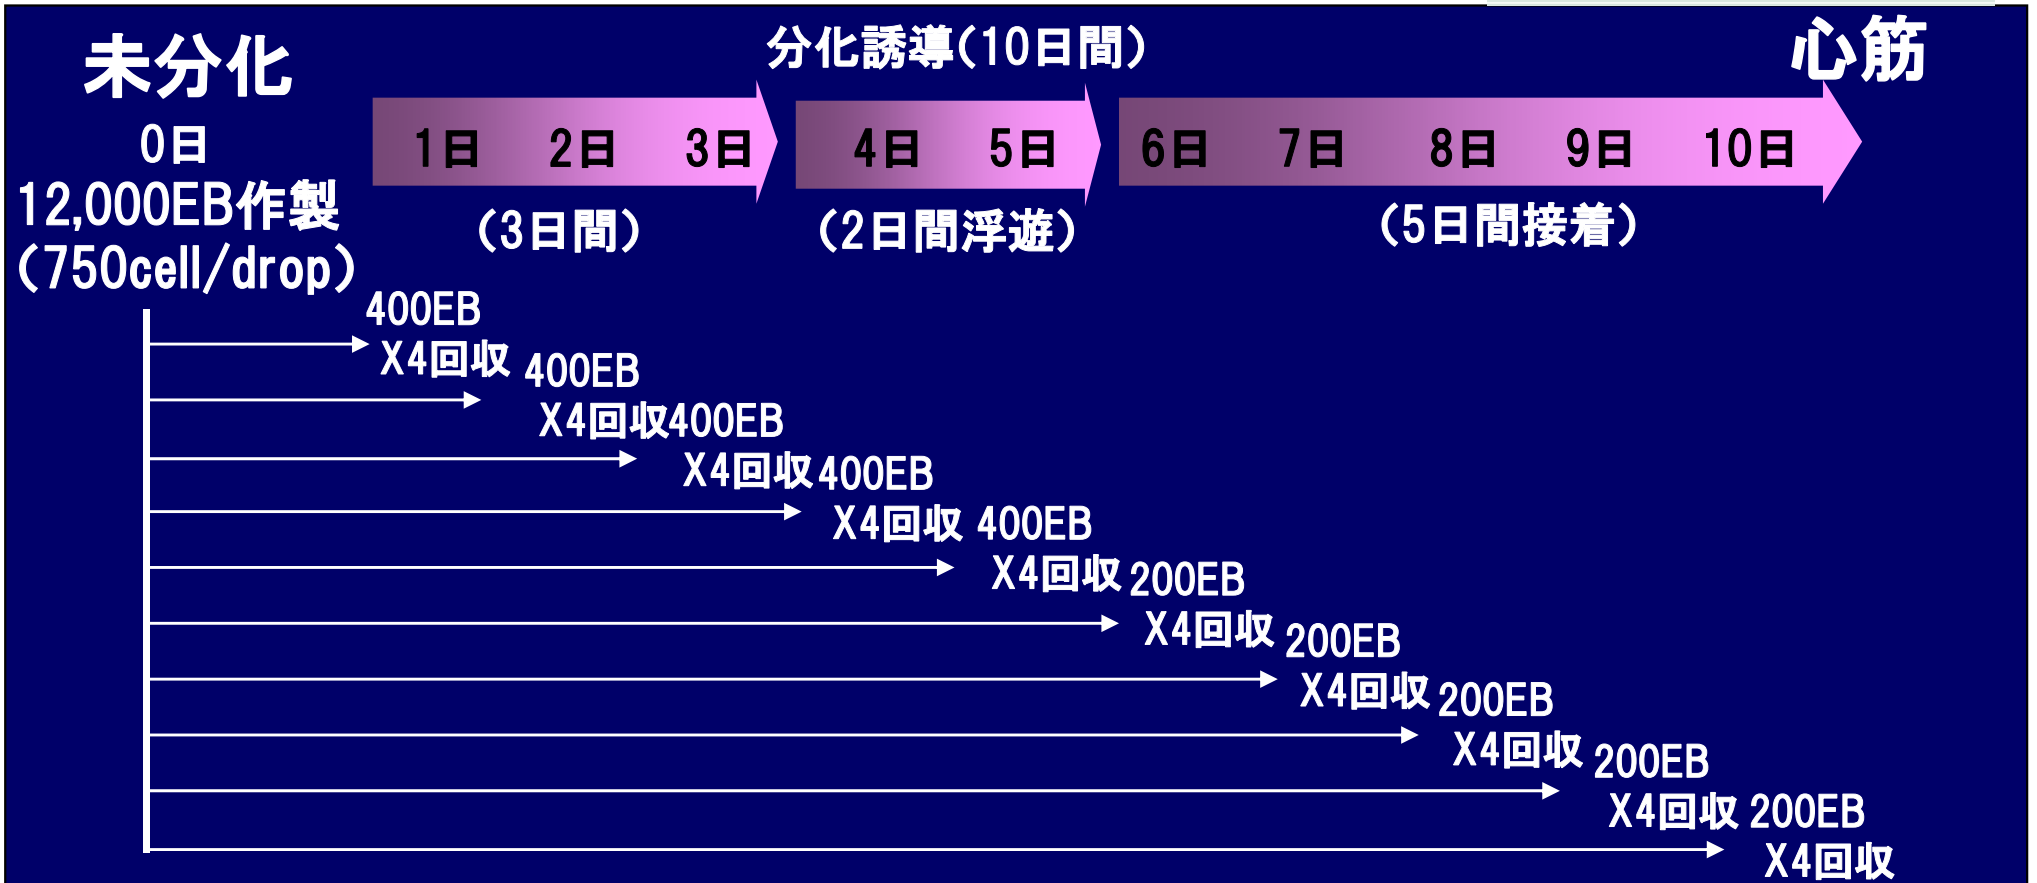 未分化
分化誘導(10日間)
心筋
0日
12,000EB作製
(750cell/drop)
1日 2日 3日
4日 5日
6日 7日 8日 9日 10日
(3日間)
(2日間浮遊)
(5日間接着)
400EB
X4回収
400EB
X4回収
400EB
X4回収
400EB
X4回収
400EB
X4回収
200EB
X4回収
200EB
X4回収
200EB
X4回収
200EB
X4回収
200EB
X4回収